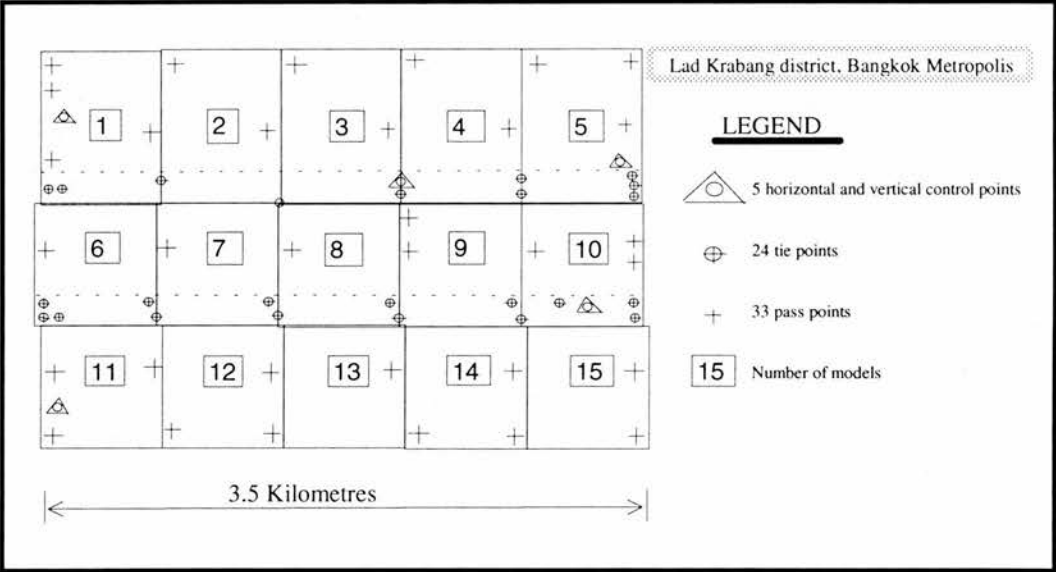 Lad Krabang district, Bangkok Metropolis
1 2 3 4 5
LEGEND
5 horizontal and vertical control points
6 7 8 9 10
24 tie points
33 pass points
11 12 13 14 15
15 Number of models
3.5 Kilometres